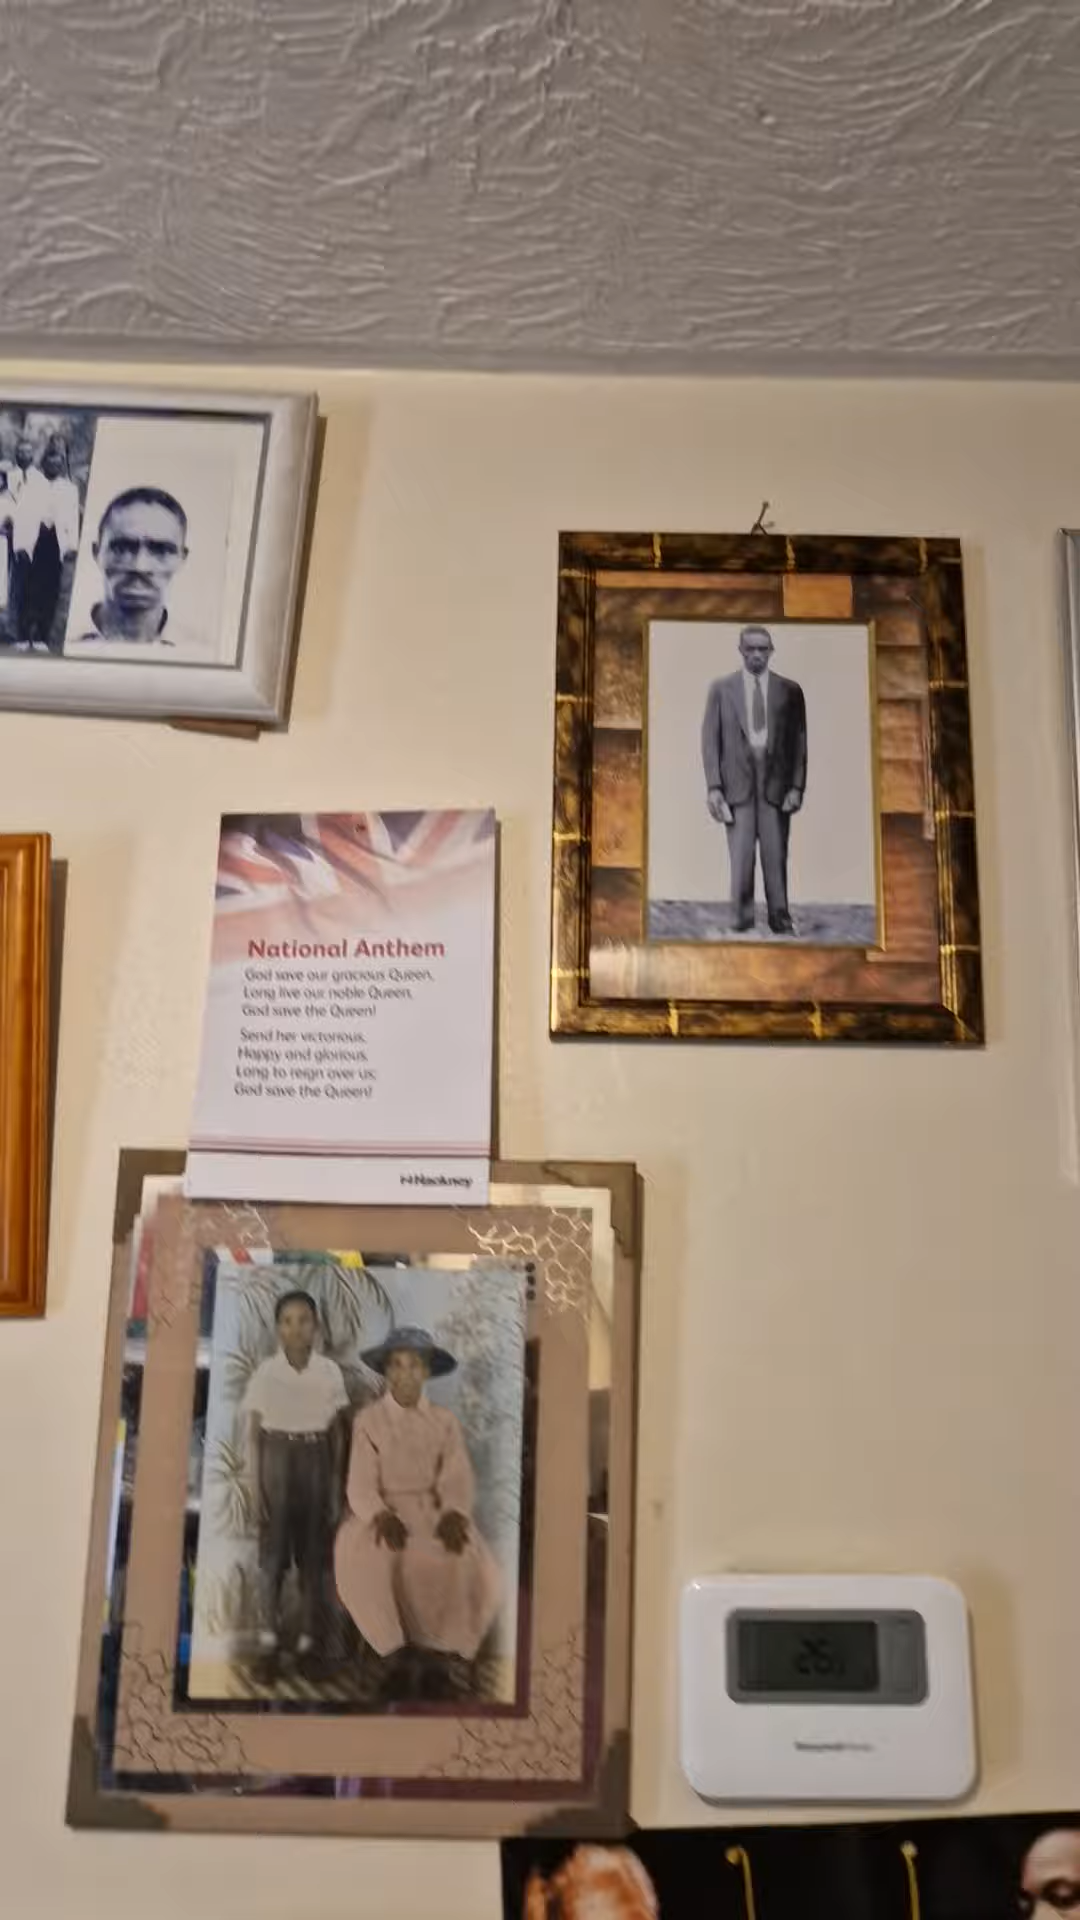 National Anthem
God save our gracious Queen,
Long live our noble Queen,
God save the Queen!
Send her victorious,
Happy and glorious,
Long to reign over us;
God save the Queen!
Hackney